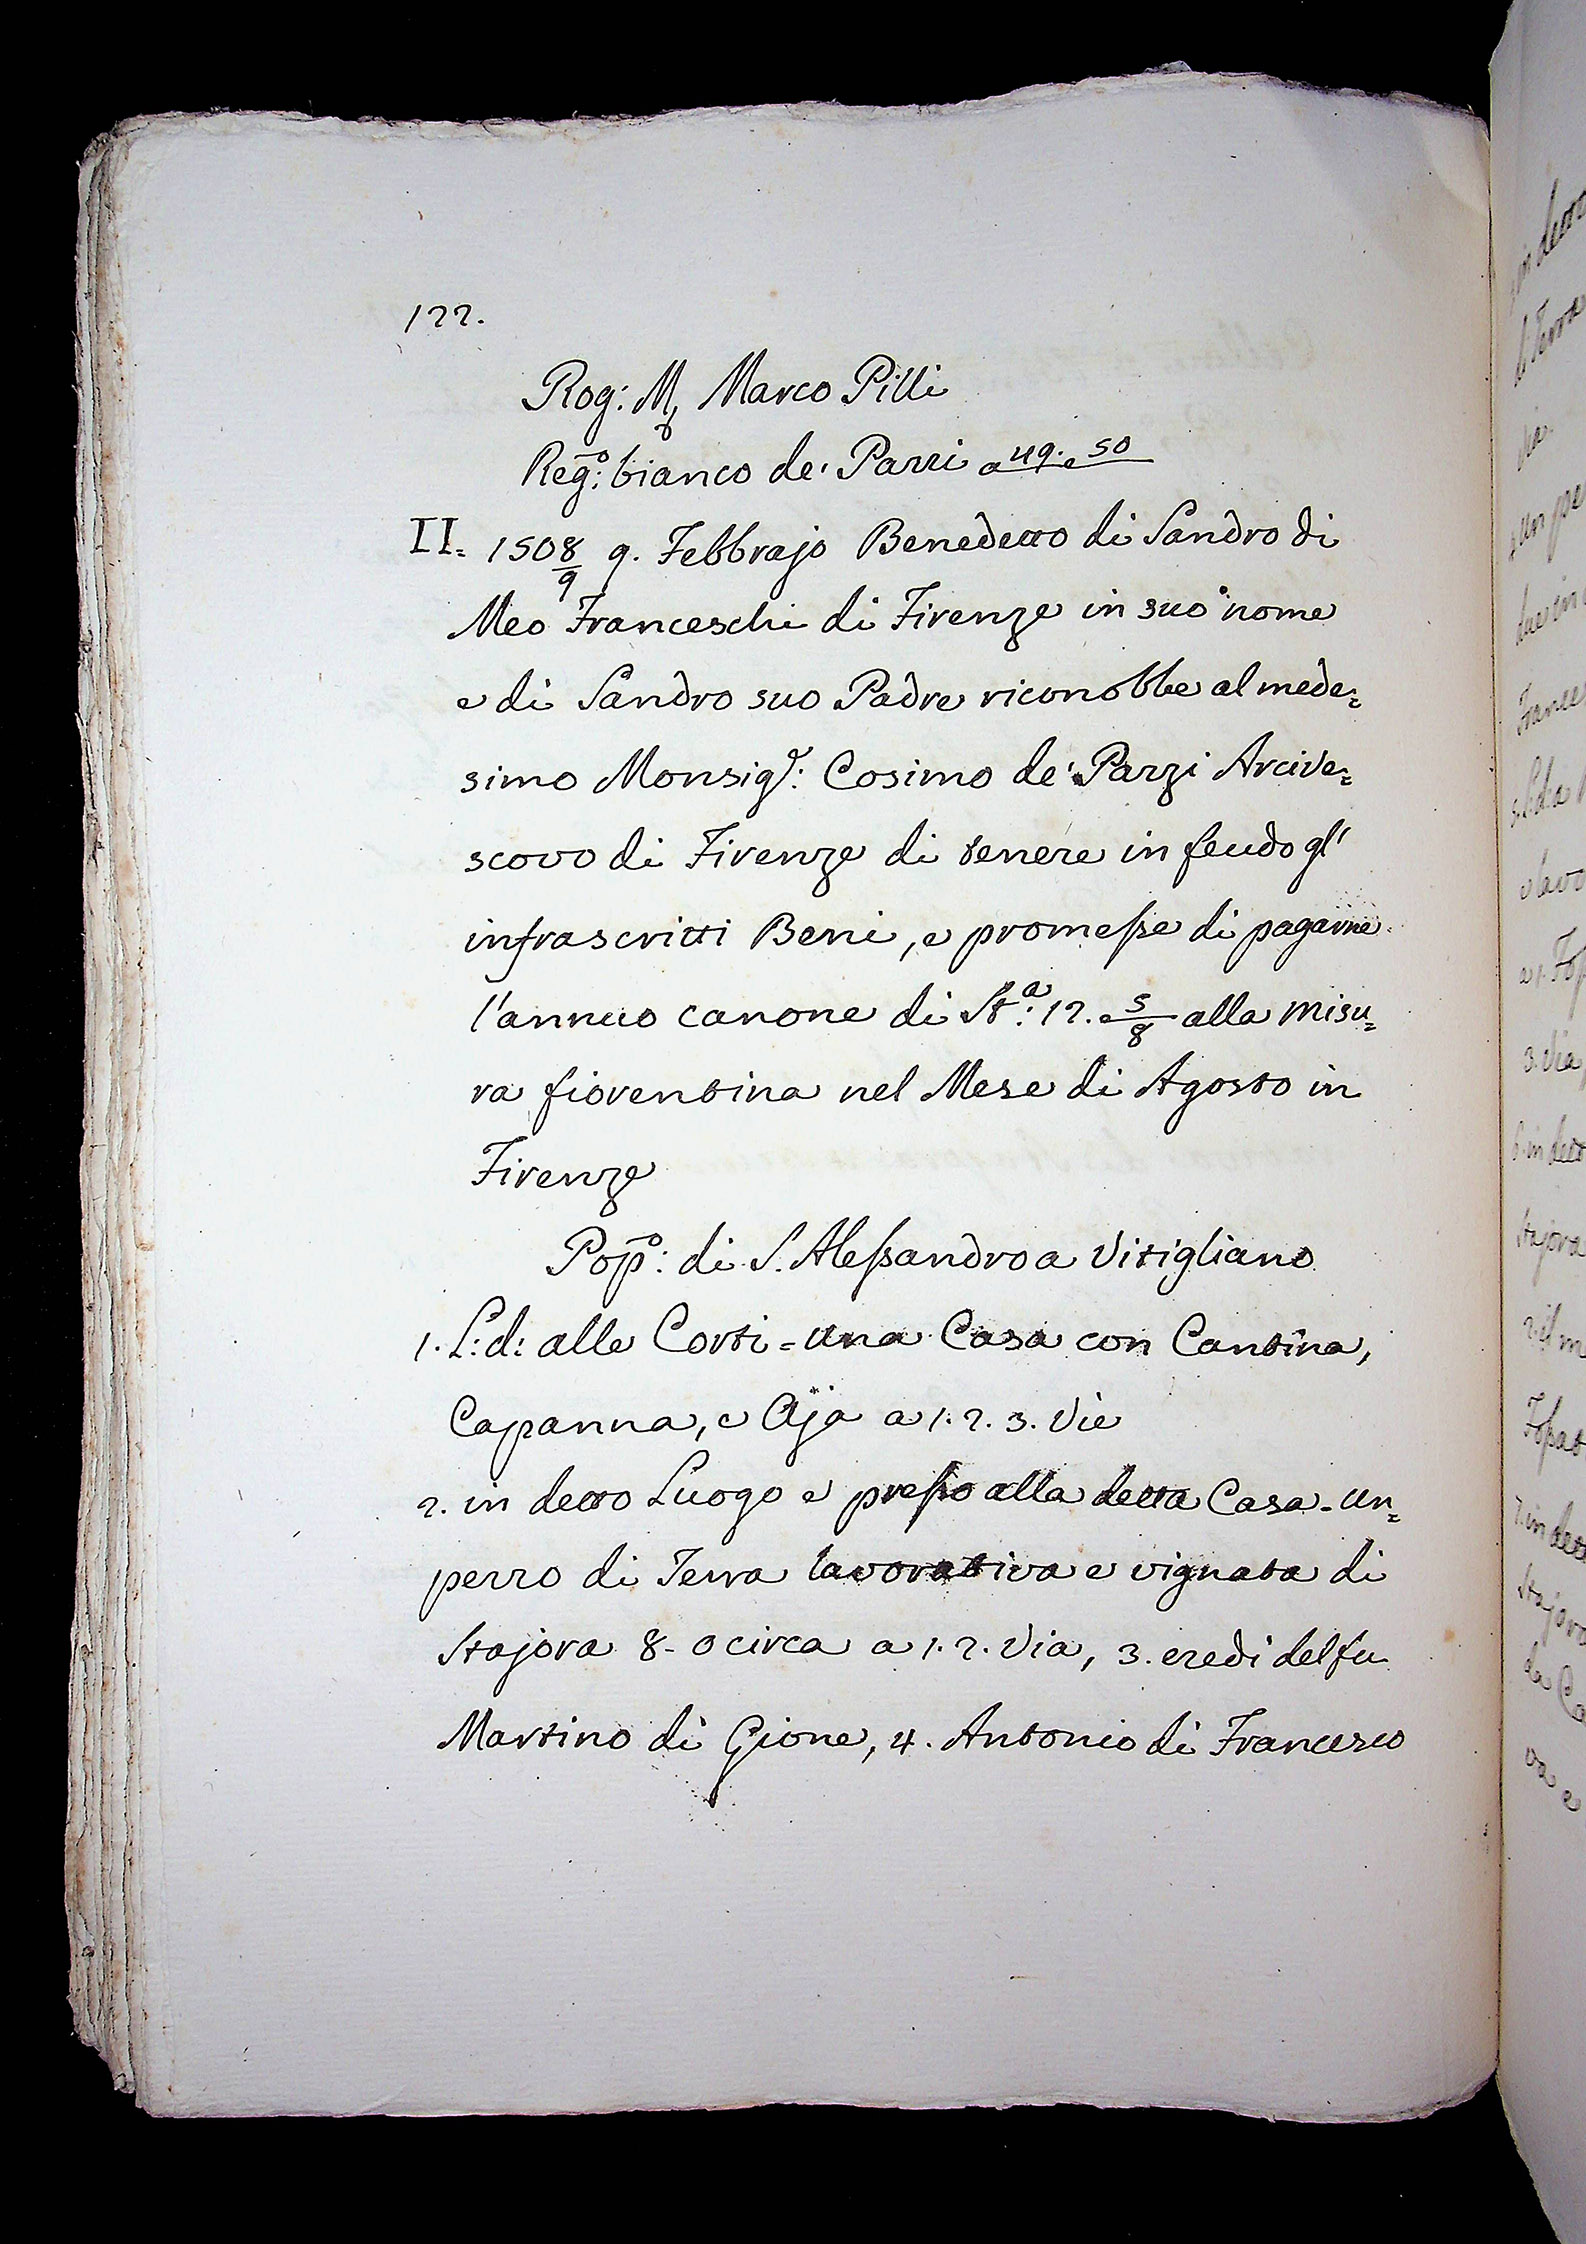 122.
Rog: M, Marco Pilli
Reg:º bianco de' Pazzi a 49. e 50
II. 1508/9 9. Febbrajo Benedetto di Sandro di
Meo Franceschi di Firenze in suo nome
e di Sandro suo Padre riconobbe al mede=
simo Monsigr: Cosimo de' Pazzi Arcive=
scovo di Firenze di tenere in feudo gl'
infrascritti Beni, e promesse di pagarne
l'annuo canone di Sta: 12. e 5/8 alla misu=
ra fiorentina nel Mese di Agosto in
Firenze
Popº: di S. Alessandro a Vitigliano
1. L: d: alle Corti - una Casa con Cantina,
Capanna, e Aja a 1. 2. 3. Vie
2. in detto Luogo e presso alla detta Casa - un=
pezzo di Terra lavorativa e vignata di
Stajora 8 - o circa a 1. 2. Via, 3. eredi del fu
Martino di Gione, 4. Antonio di Francesco